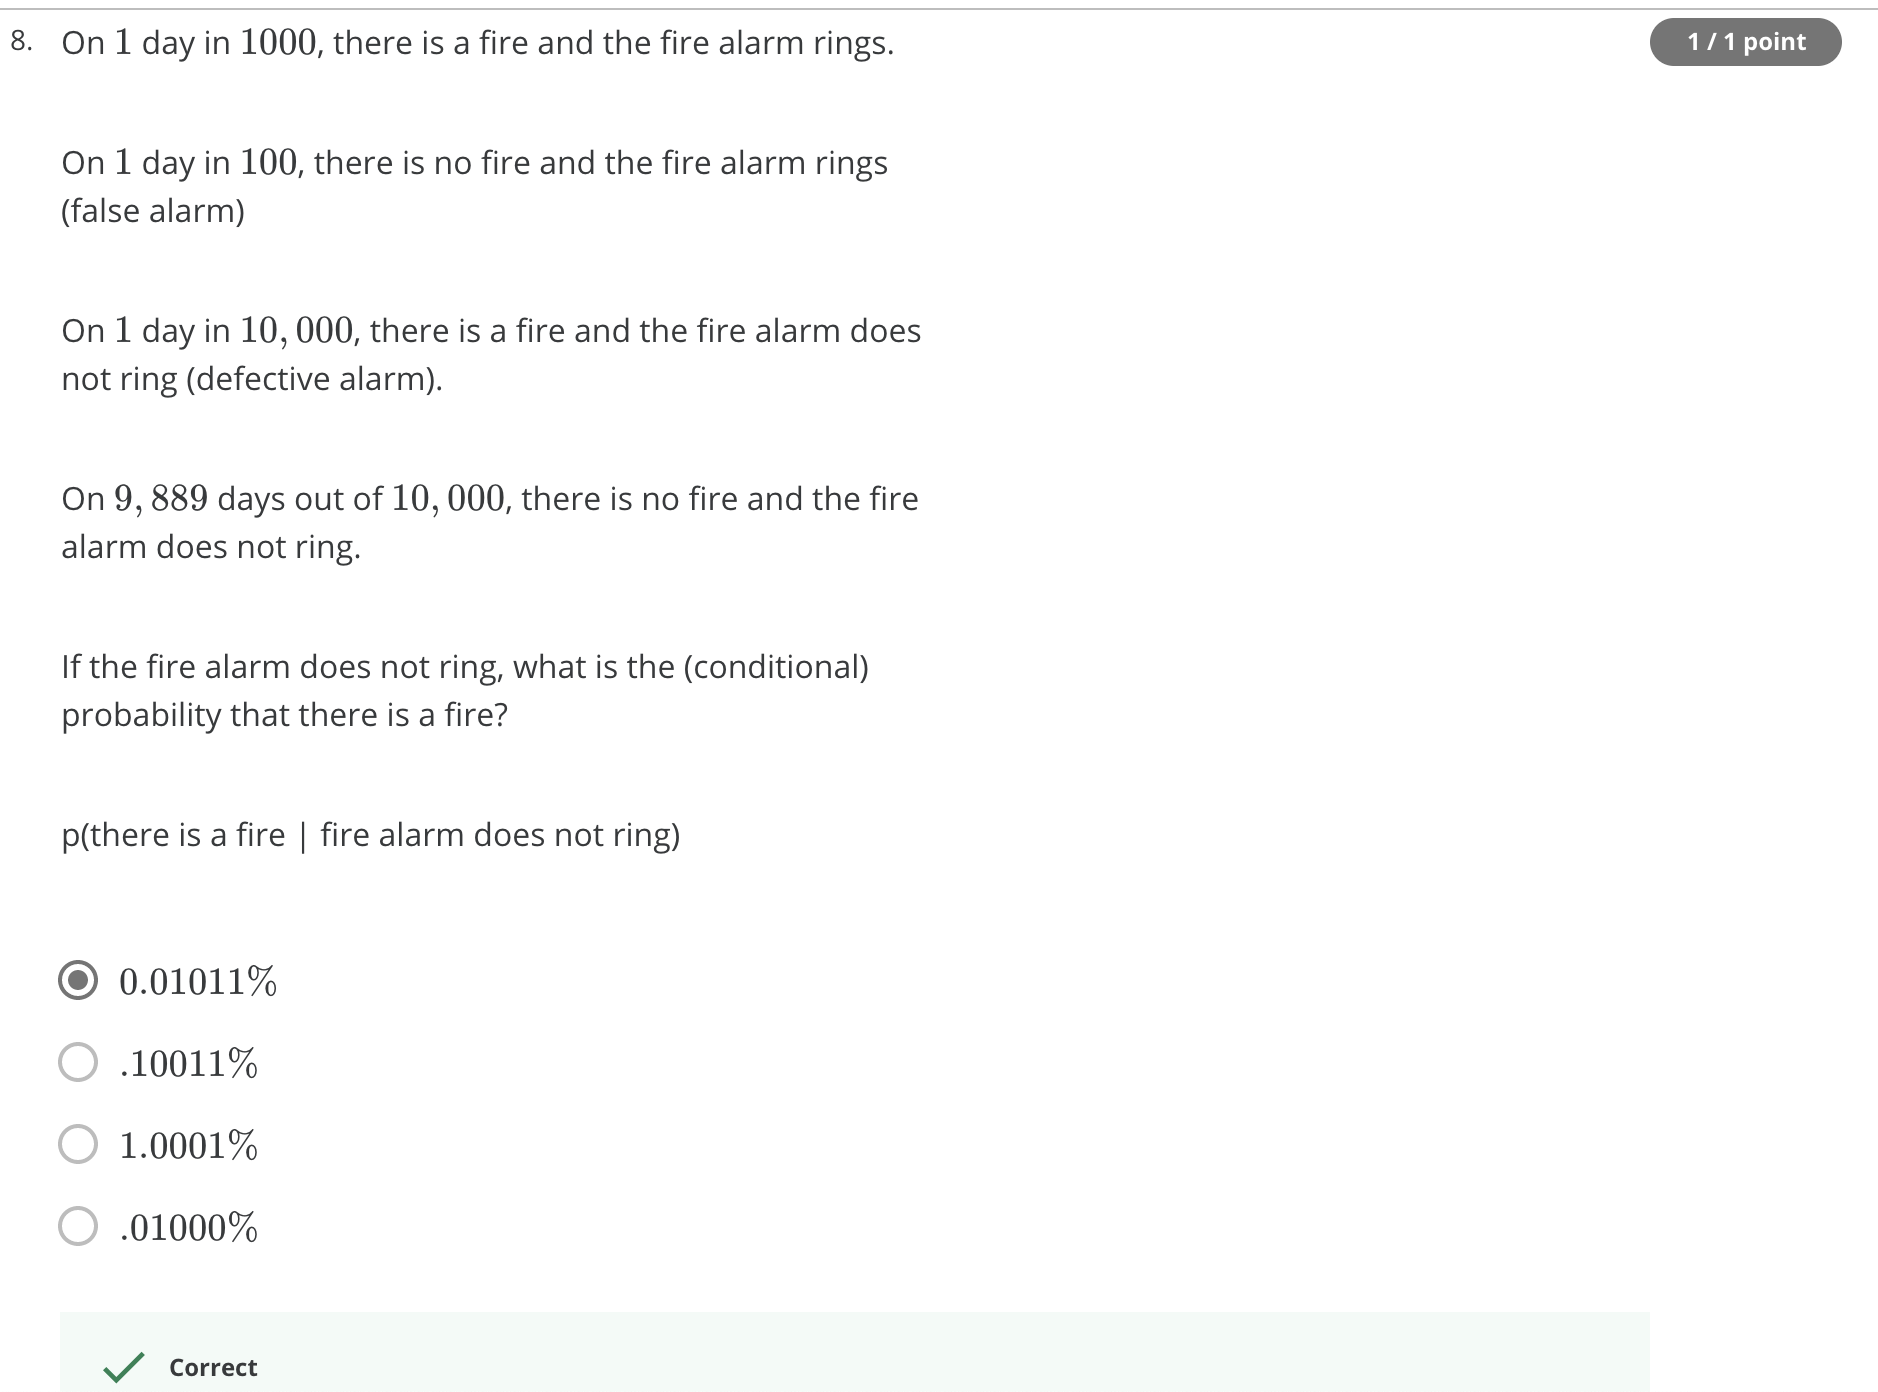 8. On 1 day in 1000, there is a fire and the fire alarm rings.
1 / 1 point
On 1 day in 100, there is no fire and the fire alarm rings
(false alarm)
On 1 day in 10, 000, there is a fire and the fire alarm does
not ring (defective alarm).
On 9, 889 days out of 10, 000, there is no fire and the fire
alarm does not ring.
If the fire alarm does not ring, what is the (conditional)
probability that there is a fire?
p(there is a fire | fire alarm does not ring)
0.01011%
.10011%
1.0001%
.01000%
Correct